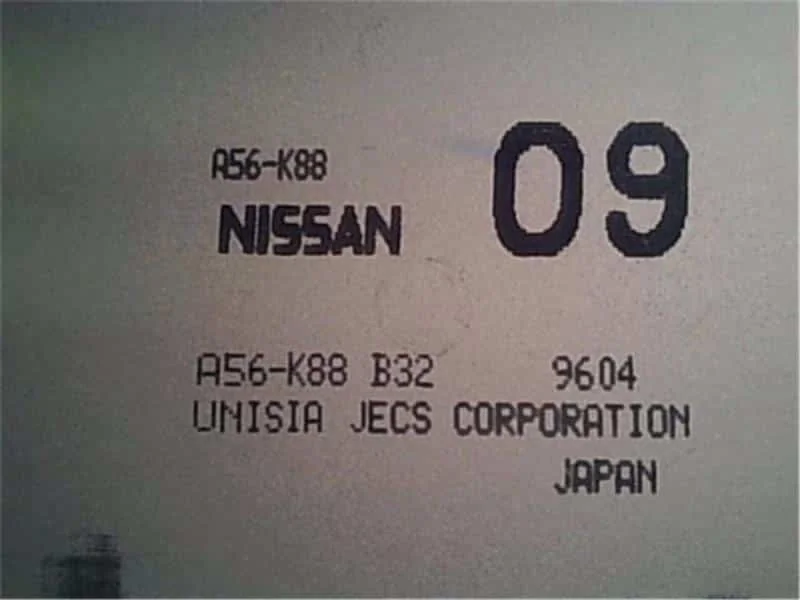 A56-K88
NISSAN 09
A56-K88 B32 9604
UNISIA JECS CORPORATION
JAPAN